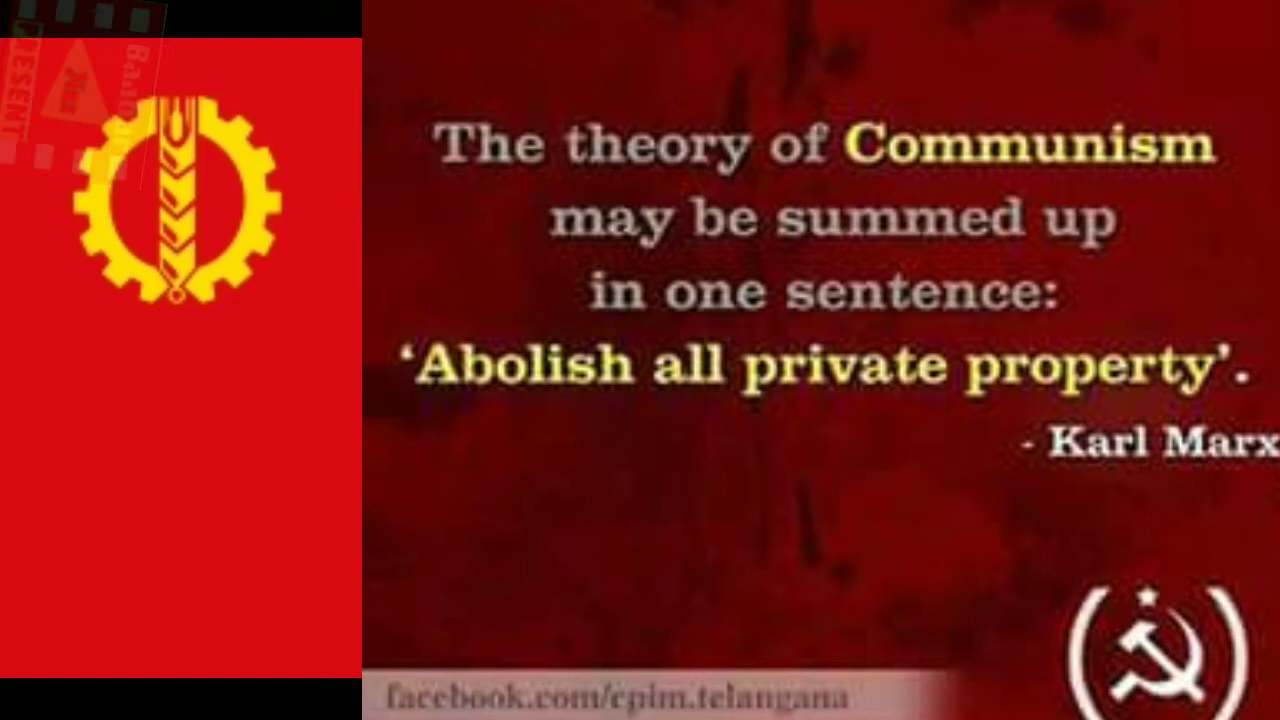 The theory of Communism
may be summed up
in one sentence:
‘Abolish all private property’.
- Karl Marx
facebook.com/cpim.telangana